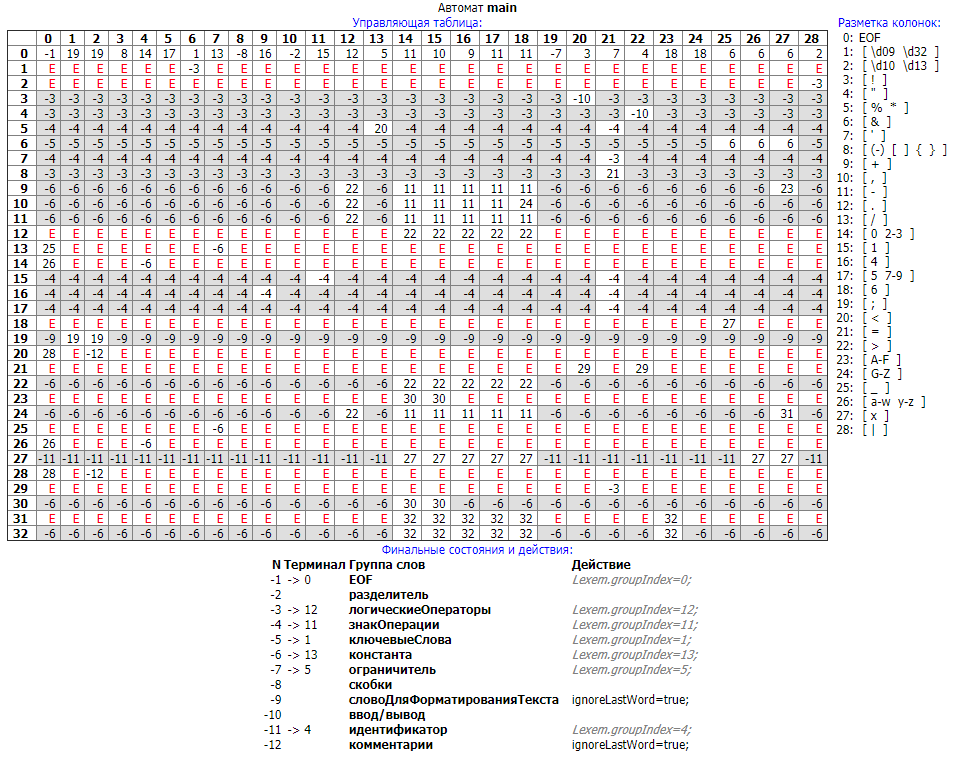 Автомат main
Управляющая таблица:
0 1 2 3 4 5 6 7 8 9 10 11 12 13 14 15 16 17 18 19 20 21 22 23 24 25 26 27 28
0 -1 19 19 8 14 17 1 13 -8 16 -2 15 12 5 11 10 9 11 11 -7 3 7 4 18 18 6 6 6 2
1 E E E E E E -3 E E E E E E E E E E E E E E E E E E E E E E
2 E E E E E E E E E E E E E E E E E E E E E E E E E E E E -3
3 -3 -3 -3 -3 -3 -3 -3 -3 -3 -3 -3 -3 -3 -3 -3 -3 -3 -3 -3 -3 -10 -3 -3 -3 -3 -3 -3 -3 -3
4 -3 -3 -3 -3 -3 -3 -3 -3 -3 -3 -3 -3 -3 -3 -3 -3 -3 -3 -3 -3 -3 -3 -10 -3 -3 -3 -3 -3 -3
5 -4 -4 -4 -4 -4 -4 -4 -4 -4 -4 -4 -4 -4 20 -4 -4 -4 -4 -4 -4 -4 -4 -4 -4 -4 -4 -4 -4 -4
6 -5 -5 -5 -5 -5 -5 -5 -5 -5 -5 -5 -5 -5 -5 -5 -5 -5 -5 -5 -5 -5 -5 -5 -5 -5 6 6 6 -5
7 -4 -4 -4 -4 -4 -4 -4 -4 -4 -4 -4 -4 -4 -4 -4 -4 -4 -4 -4 -4 -4 -3 -4 -4 -4 -4 -4 -4 -4
8 -3 -3 -3 -3 -3 -3 -3 -3 -3 -3 -3 -3 -3 -3 -3 -3 -3 -3 -3 -3 -3 21 -3 -3 -3 -3 -3 -3 -3
9 -6 -6 -6 -6 -6 -6 -6 -6 -6 -6 -6 -6 22 -6 11 11 11 11 11 -6 -6 -6 -6 -6 -6 -6 -6 23 -6
10 -6 -6 -6 -6 -6 -6 -6 -6 -6 -6 -6 -6 22 -6 11 11 11 11 24 -6 -6 -6 -6 -6 -6 -6 -6 -6 -6
11 -6 -6 -6 -6 -6 -6 -6 -6 -6 -6 -6 -6 22 -6 11 11 11 11 11 -6 -6 -6 -6 -6 -6 -6 -6 -6 -6
12 E E E E E E E E E E E E E E 22 22 22 22 22 E E E E E E E E E E
13 25 E E E E E E -6 E E E E E E E E E E E E E E E E E E E E E
14 26 E E E -6 E E E E E E E E E E E E E E E E E E E E E E E E
15 -4 -4 -4 -4 -4 -4 -4 -4 -4 -4 -4 -4 -4 -4 -4 -4 -4 -4 -4 -4 -4 -4 -4 -4 -4 -4 -4 -4 -4
16 -4 -4 -4 -4 -4 -4 -4 -4 -4 -4 -4 -4 -4 -4 -4 -4 -4 -4 -4 -4 -4 -4 -4 -4 -4 -4 -4 -4 -4
17 -4 -4 -4 -4 -4 -4 -4 -4 -4 -4 -4 -4 -4 -4 -4 -4 -4 -4 -4 -4 -4 -4 -4 -4 -4 -4 -4 -4 -4
18 E E E E E E E E E E E E E E E E E E E E E E E E E 27 E E E
19 -9 19 19 -9 -9 -9 -9 -9 -9 -9 -9 -9 -9 -9 -9 -9 -9 -9 -9 -9 -9 -9 -9 -9 -9 -9 -9 -9 -9
20 28 E -12 E E E E E E E E E E E E E E E E E E E E E E E E E E
21 E E E E E E E E E E E E E E E E E E E E 29 E 29 E E E E E E
22 -6 -6 -6 -6 -6 -6 -6 -6 -6 -6 -6 -6 -6 -6 22 22 22 22 22 -6 -6 -6 -6 -6 -6 -6 -6 -6 -6
23 E E E E E E E E E E E E E E 30 30 E E E E E E E E E E E E E
24 -6 -6 -6 -6 -6 -6 -6 -6 -6 -6 -6 -6 22 -6 11 11 11 11 11 -6 -6 -6 -6 -6 -6 -6 -6 31 -6
25 E E E E E E E -6 E E E E E E E E E E E E E E E E E E E E E
26 26 E E E -6 E E E E E E E E E E E E E E E E E E E E E E E E
27 -11 -11 -11 -11 -11 -11 -11 -11 -11 -11 -11 -11 -11 -11 27 27 27 27 27 -11 -11 -11 -11 -11 -11 -11 27 27 -11
28 28 E -12 E E E E E E E E E E E E E E E E E E E E E E E E E E
29 E E E E E E E E E E E E E E E E E E E E E -3 E E E E E E E
30 -6 -6 -6 -6 -6 -6 -6 -6 -6 -6 -6 -6 -6 -6 30 30 -6 -6 -6 -6 -6 -6 -6 -6 -6 -6 -6 -6 -6
31 E E E E E E E E E E E E E E 32 32 32 32 32 E E E E 32 E E E E E
32 -6 -6 -6 -6 -6 -6 -6 -6 -6 -6 -6 -6 -6 -6 32 32 32 32 32 -6 -6 -6 -6 32 -6 -6 -6 -6 -6
Разметка колонок:
0: EOF
1: [ \d09 \d32 ]
2: [ \d10 \d13 ]
3: [ ! ]
4: [ " ]
5: [ % * ]
6: [ & ]
7: [ ' ]
8: [ (-) [ ] { } ]
9: [ + ]
10: [ , ]
11: [ - ]
12: [ . ]
13: [ / ]
14: [ 0 2-3 ]
15: [ 1 ]
16: [ 4 ]
17: [ 5 7-9 ]
18: [ 6 ]
19: [ ; ]
20: [ < ]
21: [ = ]
22: [ > ]
23: [ A-F ]
24: [ G-Z ]
25: [ _ ]
26: [ a-w y-z ]
27: [ x ]
28: [ | ]
Финальные состояния и действия:
N Терминал Группа слов Действие
-1 -> 0 EOF Lexem.groupIndex=0;
-2 разделитель
-3 -> 12 логическиеОператоры Lexem.groupIndex=12;
-4 -> 11 знакОперации Lexem.groupIndex=11;
-5 -> 1 ключевыеСлова Lexem.groupIndex=1;
-6 -> 13 константа Lexem.groupIndex=13;
-7 -> 5 ограничитель Lexem.groupIndex=5;
-8 скобки
-9 словоДляФорматированияТекста ignoreLastWord=true;
-10 ввод/вывод
-11 -> 4 идентификатор Lexem.groupIndex=4;
-12 комментарии ignoreLastWord=true;